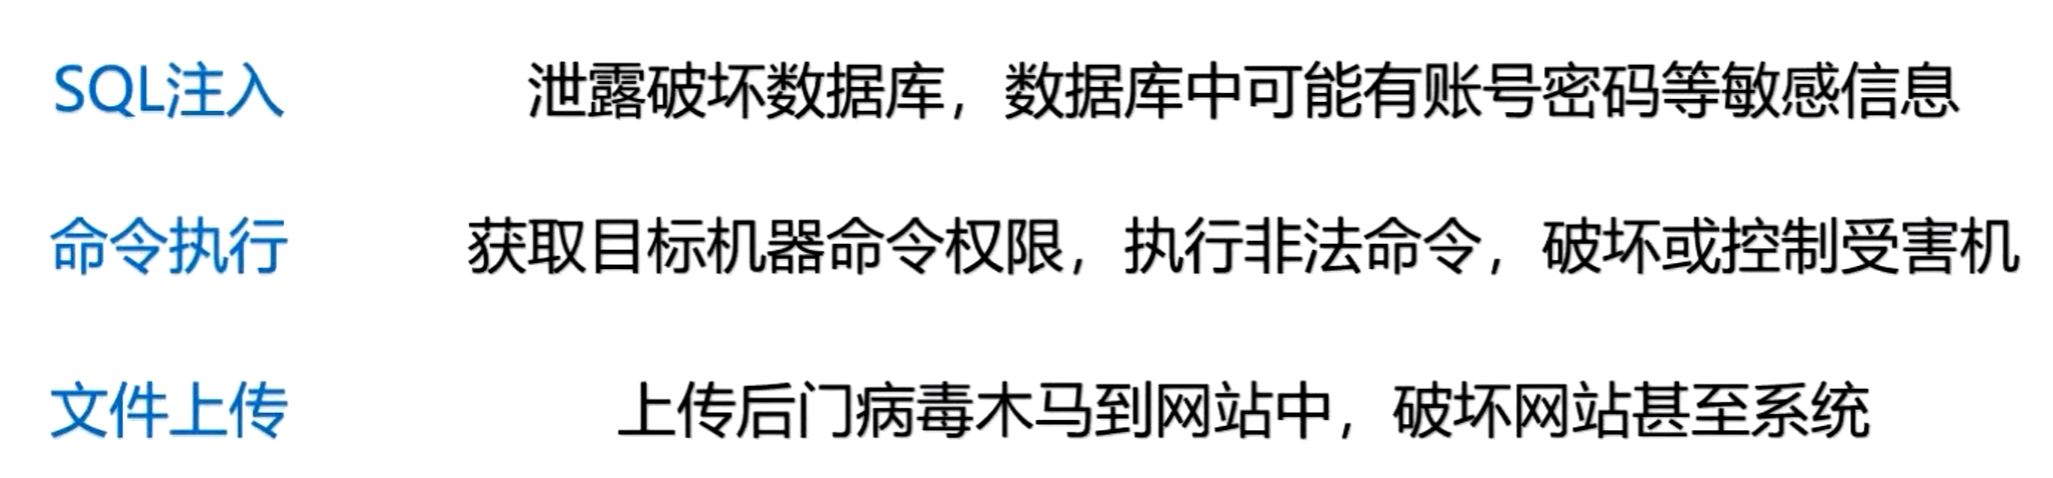 SQL注入 泄露破坏数据库，数据库中可能有账号密码等敏感信息
命令执行 获取目标机器命令权限，执行非法命令，破坏或控制受害机
文件上传 上传后门病毒木马到网站中，破坏网站甚至系统